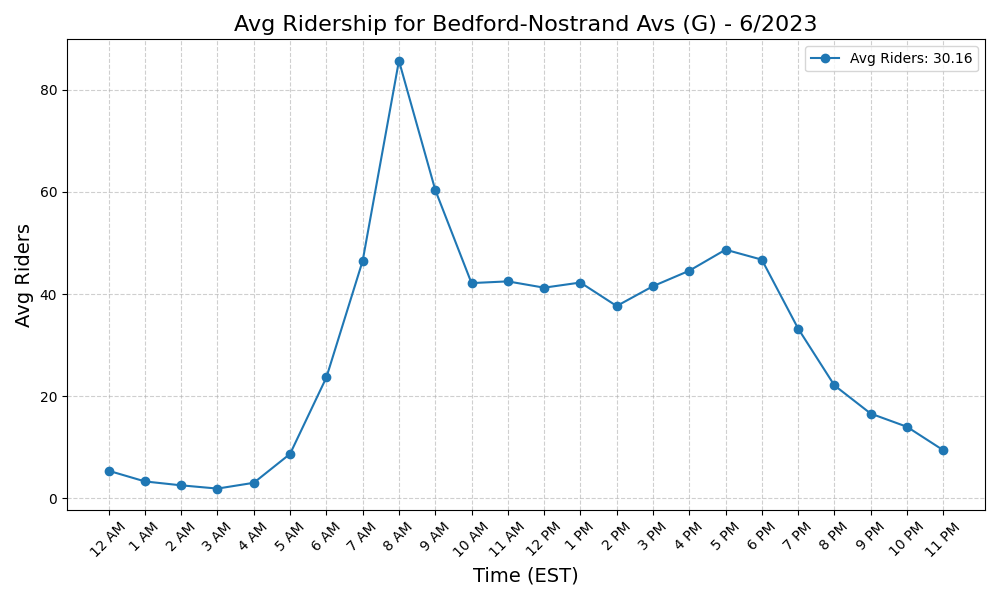 Avg Ridership for Bedford-Nostrand Avs (G) - 6/2023
Avg Riders: 30.16
Avg Riders
80
60
40
20
0
12 AM
1 AM
2 AM
3 AM
4 AM
5 AM
6 AM
7 AM
8 AM
9 AM
10 AM
11 AM
12 PM
1 PM
2 PM
3 PM
4 PM
5 PM
6 PM
7 PM
8 PM
9 PM
10 PM
11 PM
Time (EST)